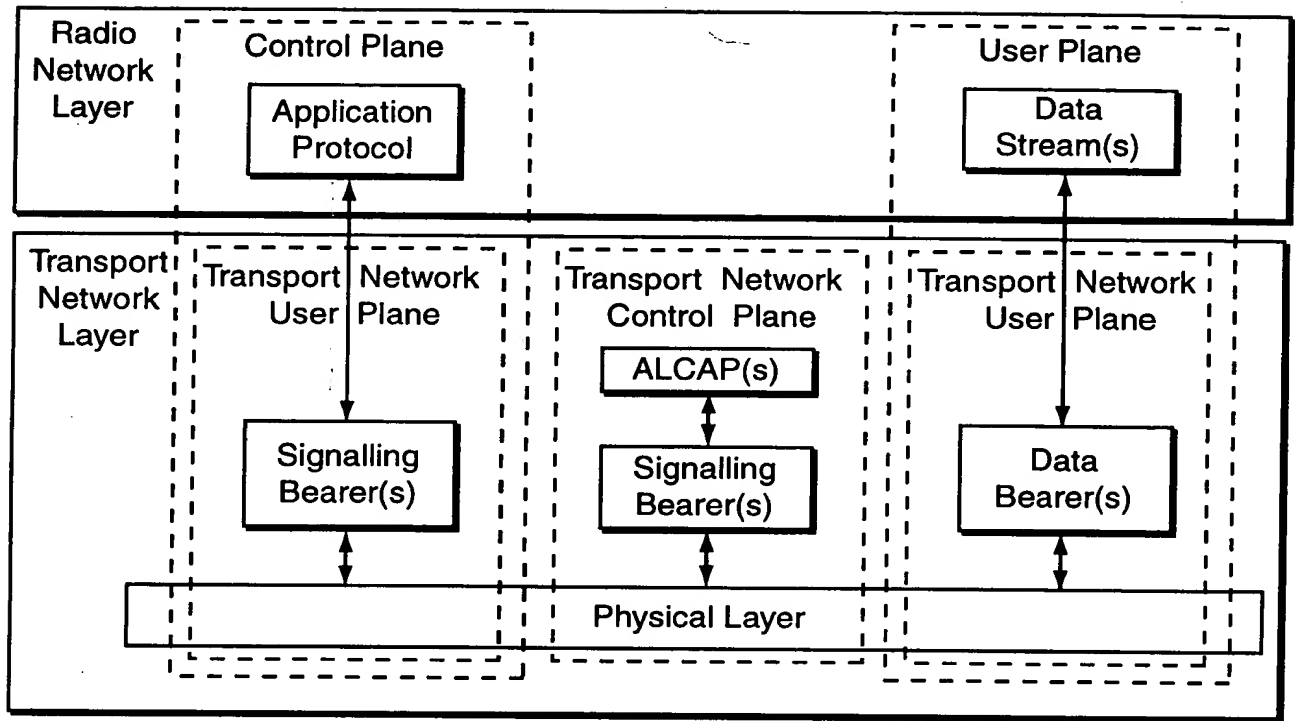 Radio
Network
Layer
Control Plane
Application
Protocol
User Plane
Data
Stream(s)
Transport
Network
Layer
Transport Network
User Plane
Signalling
Bearer(s)
Transport Network
Control Plane
ALCAP(s)
Signalling
Bearer(s)
Transport Network
User Plane
Data
Bearer(s)
Physical Layer